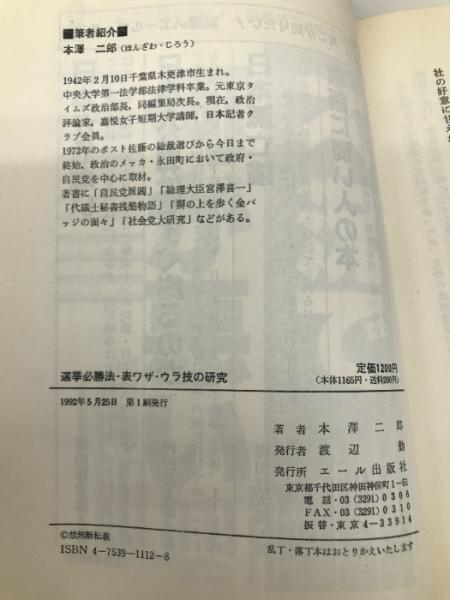 ■筆者紹介■
本澤 二郎(ほんざわ・じろう)
1942年2月10日千葉県木更津市生まれ。
中央大学第一法学部法律学科卒業。元東京タ
イムズ政治部長,同編集局次長。現在,政治
評論家,嘉悦女子短期大学講師,日本記者ク
ラブ会員。
1972年のポスト佐藤の総裁選びから今日まで
終始,政治のメッカ・永田町において政府・
自民党を中心に取材。
著書に「自民党派閥」「総理大臣宮澤喜一」
「代議士秘書残酷物語」「塀の上を歩く金バ
ッジの面々」「社会党大研究」などがある。
選挙必勝法・表ワザ・ウラ技の研究
定価1200円
(本体1165円・送料200円)
1992年5月25日 第1刷発行
著者 本澤二郎
発行者 渡辺 勤
発行所 エール出版社
東京都千代田区神田神保町1-51
電話・03(3291)0306
FAX・03(3291)0310
振替・東京4-33914
©禁無断転載
ISBN 4-7539-1112-8
乱丁・落丁本はおとりかえいたします
社の好意に甘えた